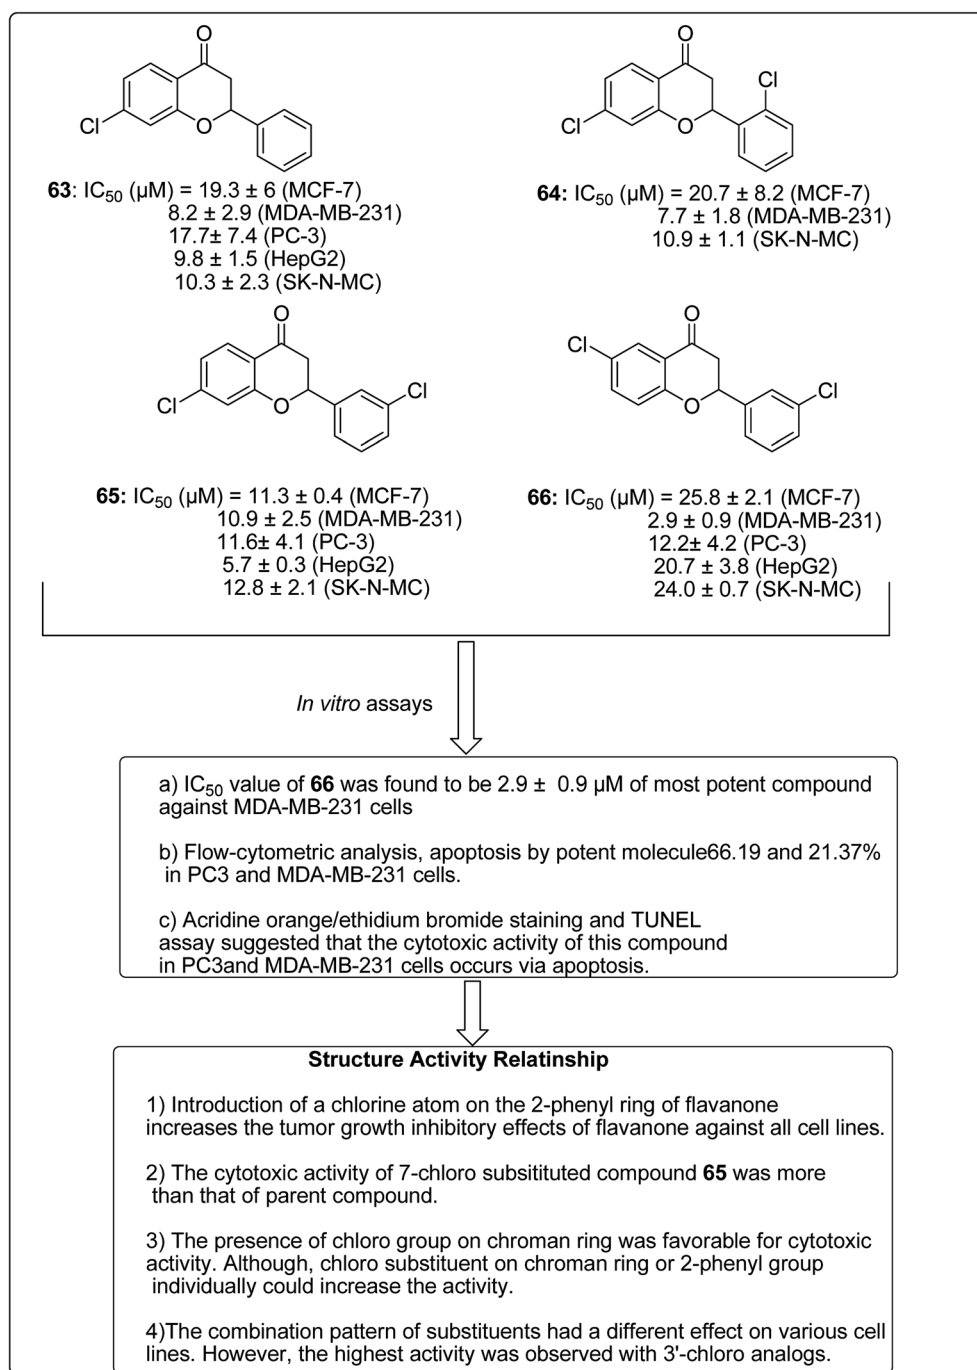 O
O
Cl
Cl
O
Cl
O
63: IC50 (µM) = 19.3 ± 6 (MCF-7)
8.2 ± 2.9 (MDA-MB-231)
17.7± 7.4 (PC-3)
9.8 ± 1.5 (HepG2)
10.3 ± 2.3 (SK-N-MC)
64: IC50 (µM) = 20.7 ± 8.2 (MCF-7)
7.7 ± 1.8 (MDA-MB-231)
10.9 ± 1.1 (SK-N-MC)
O
Cl
O
Cl
O
Cl
Cl
O
65: IC50 (µM) = 11.3 ± 0.4 (MCF-7)
10.9 ± 2.5 (MDA-MB-231)
11.6± 4.1 (PC-3)
5.7 ± 0.3 (HepG2)
12.8 ± 2.1 (SK-N-MC)
66: IC50 (µM) = 25.8 ± 2.1 (MCF-7)
2.9 ± 0.9 (MDA-MB-231)
12.2± 4.2 (PC-3)
20.7 ± 3.8 (HepG2)
24.0 ± 0.7 (SK-N-MC)
In vitro assays
a) IC50 value of 66 was found to be 2.9 ± 0.9 µM of most potent compound
against MDA-MB-231 cells
b) Flow-cytometric analysis, apoptosis by potent molecule66.19 and 21.37%
in PC3 and MDA-MB-231 cells.
c) Acridine orange/ethidium bromide staining and TUNEL
assay suggested that the cytotoxic activity of this compound
in PC3and MDA-MB-231 cells occurs via apoptosis.
Structure Activity Relatinship
1) Introduction of a chlorine atom on the 2-phenyl ring of flavanone
increases the tumor growth inhibitory effects of flavanone against all cell lines.
2) The cytotoxic activity of 7-chloro subsitituted compound 65 was more
than that of parent compound.
3) The presence of chloro group on chroman ring was favorable for cytotoxic
activity. Although, chloro substituent on chroman ring or 2-phenyl group
individually could increase the activity.
4)The combination pattern of substituents had a different effect on various cell
lines. However, the highest activity was observed with 3'-chloro analogs.